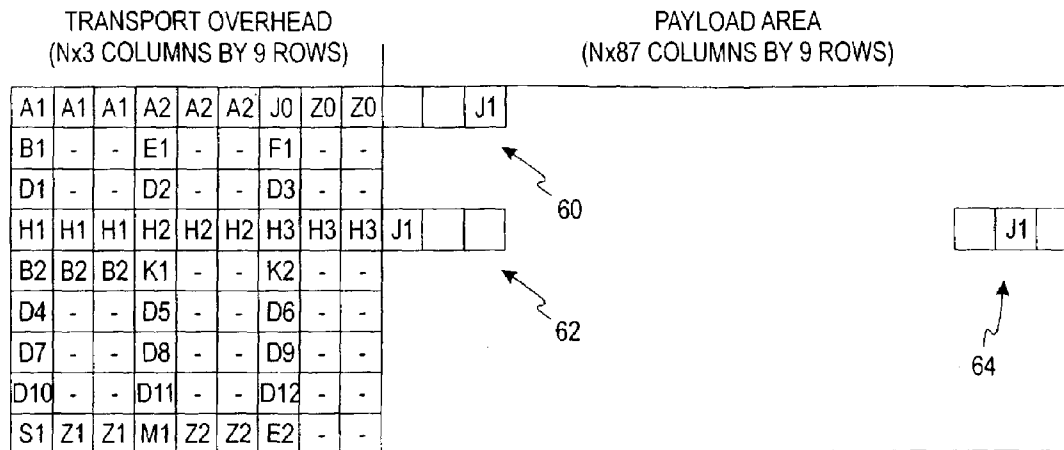 TRANSPORT OVERHEAD
(Nx3 COLUMNS BY 9 ROWS)
PAYLOAD AREA
(Nx87 COLUMNS BY 9 ROWS)
A1 A1 A1 A2 A2 A2 J0 Z0 Z0 J1
B1 - - E1 - - F1 - -
D1 - - D2 - - D3 - -
60
H1 H1 H1 H2 H2 H2 H3 H3 H3 J1 J1
B2 B2 B2 K1 - - K2 - -
D4 - - D5 - - D6 - -
62
D7 - - D8 - - D9 - -
64
D10 - - D11 - - D12 - -
S1 Z1 Z1 M1 Z2 Z2 E2 - -